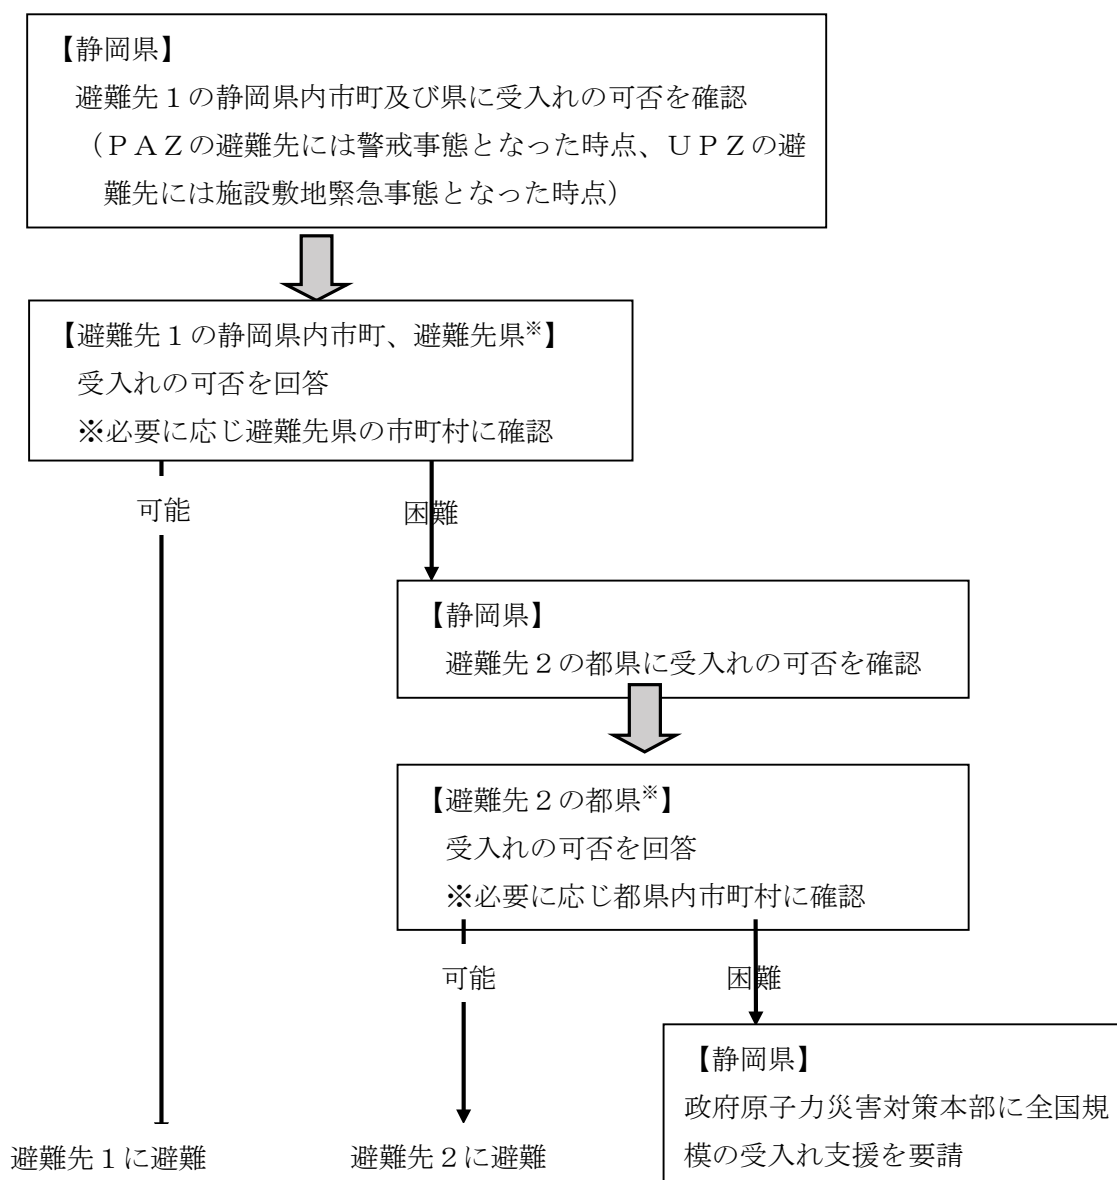 【静岡県】
避難先１の静岡県内市町及び県に受入れの可否を確認
（ＰＡＺの避難先には警戒事態となった時点、ＵＰＺの避
難先には施設敷地緊急事態となった時点）
【避難先１の静岡県内市町、避難先県※】
受入れの可否を回答
※必要に応じ避難先県の市町村に確認
可能
困難
【静岡県】
避難先２の都県に受入れの可否を確認
【避難先２の都県※】
受入れの可否を回答
※必要に応じ都県内市町村に確認
可能
困難
【静岡県】
政府原子力災害対策本部に全国規
模の受入れ支援を要請
避難先１に避難
避難先２に避難